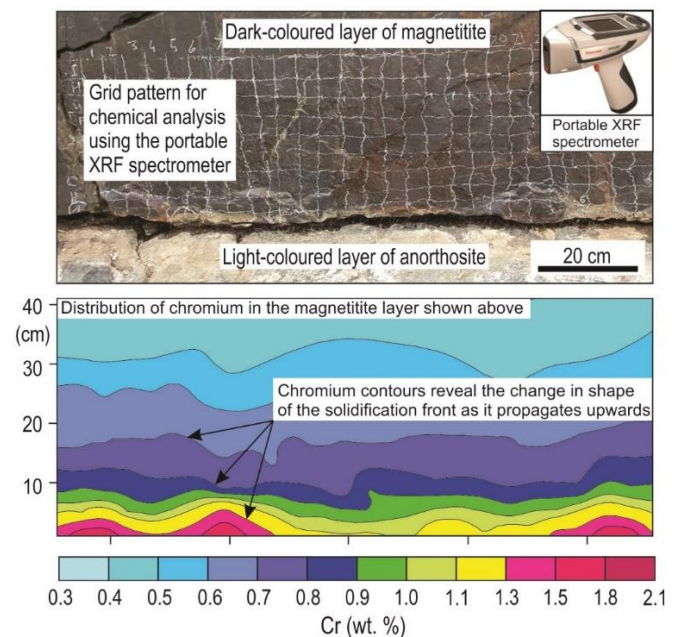 Dark-coloured layer of magnetitite
Grid pattern for
chemical analysis
using the portable
XRF spectrometer
Portable XRF
spectrometer
Light-coloured layer of anorthosite
20 cm
40
(cm)
30
20
10
Distribution of chromium in the magnetitite layer shown above
Chromium contours reveal the change in shape
of the solidification front as it propagates upwards
0.3 0.4 0.5 0.6 0.7 0.8 0.9 1.0 1.1 1.3 1.5 1.8 2.1
Cr (wt. %)